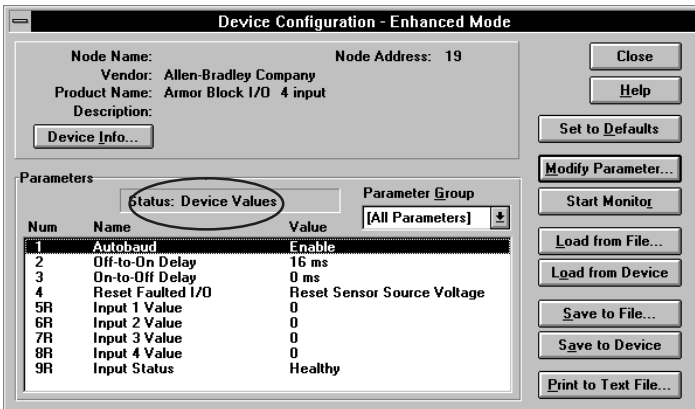 Device Configuration - Enhanced Mode
Node Name: Node Address: 19
Vendor: Allen-Bradley Company
Product Name: Armor Block I/O 4 input
Description:
Device Info...
Close
Help
Set to Defaults
Modify Parameter...
Start Monitor
Load from File...
Load from Device
Save to File...
Save to Device
Print to Text File...
Parameters
Status: Device Values
Parameter Group
[All Parameters]
Num Name Value
1 Autobaud Enable
2 Off-to-On Delay 16 ms
3 On-to-Off Delay 0 ms
4 Reset Faulted I/O Reset Sensor Source Voltage
5R Input 1 Value 0
6R Input 2 Value 0
7R Input 3 Value 0
8R Input 4 Value 0
9R Input Status Healthy